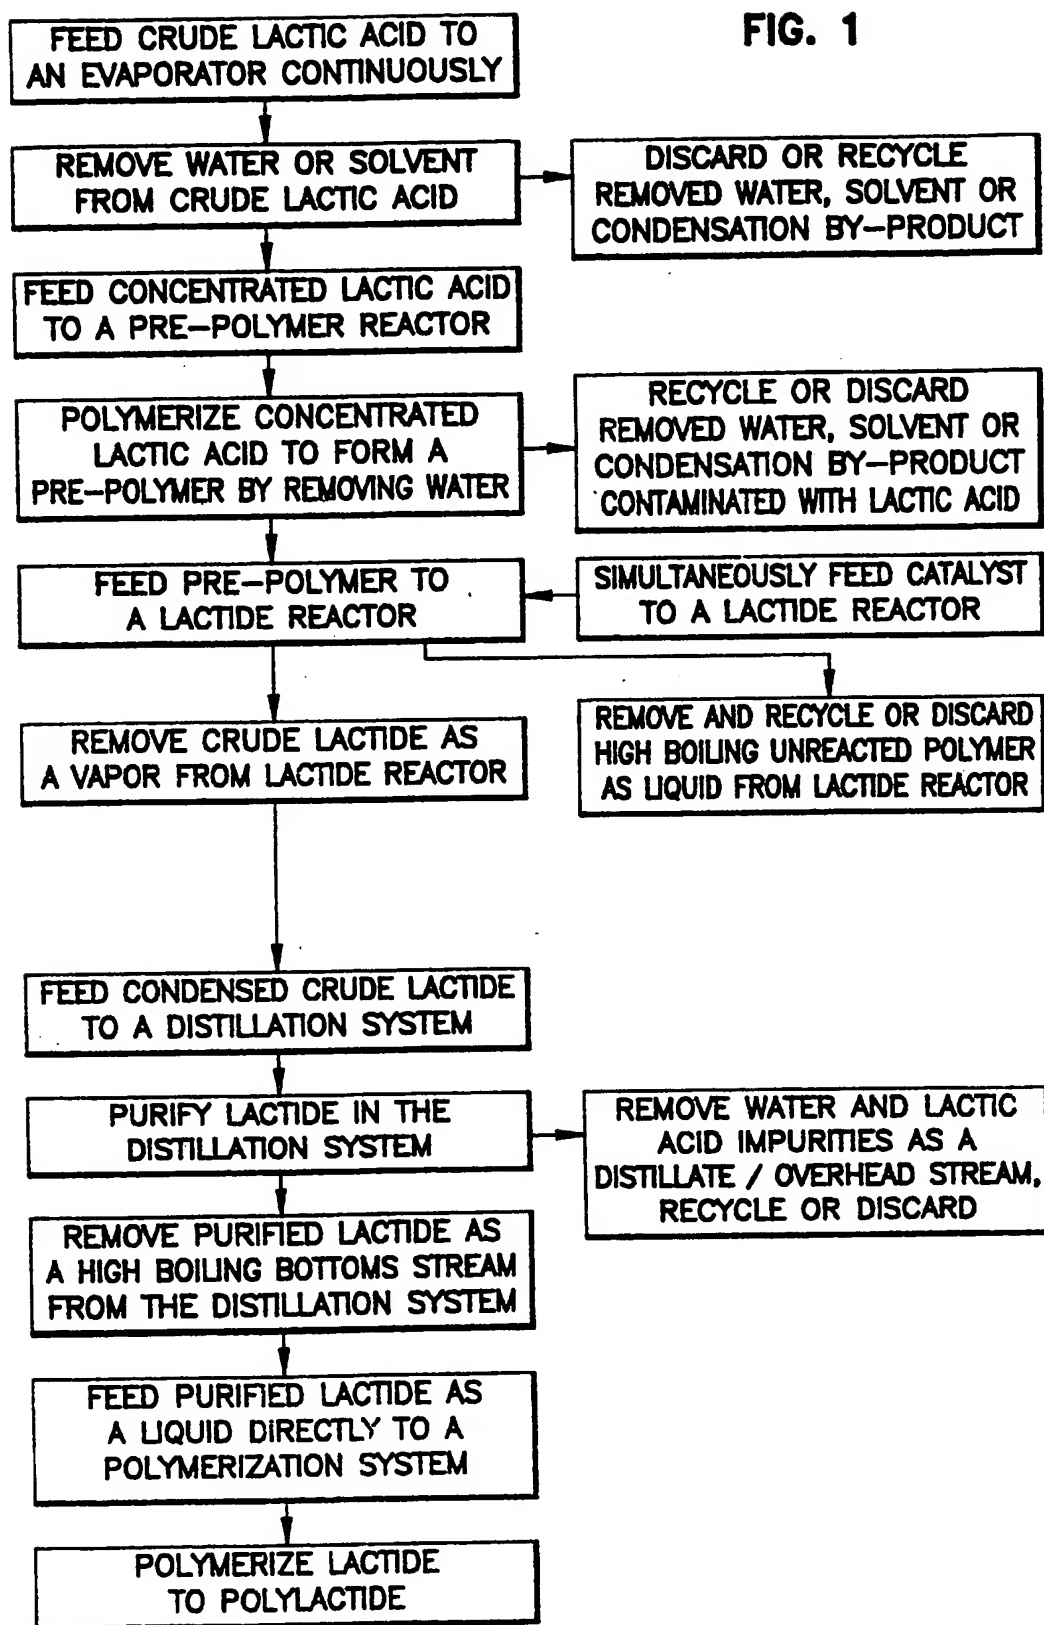 FIG. 1
FEED CRUDE LACTIC ACID TO
AN EVAPORATOR CONTINUOUSLY
REMOVE WATER OR SOLVENT
FROM CRUDE LACTIC ACID
DISCARD OR RECYCLE
REMOVED WATER, SOLVENT OR
CONDENSATION BY-PRODUCT
FEED CONCENTRATED LACTIC ACID
TO A PRE-POLYMER REACTOR
POLYMERIZE CONCENTRATED
LACTIC ACID TO FORM A
PRE-POLYMER BY REMOVING WATER
RECYCLE OR DISCARD
REMOVED WATER, SOLVENT OR
CONDENSATION BY-PRODUCT
CONTAMINATED WITH LACTIC ACID
FEED PRE-POLYMER TO
A LACTIDE REACTOR
SIMULTANEOUSLY FEED CATALYST
TO A LACTIDE REACTOR
REMOVE CRUDE LACTIDE AS
A VAPOR FROM LACTIDE REACTOR
REMOVE AND RECYCLE OR DISCARD
HIGH BOILING UNREACTED POLYMER
AS LIQUID FROM LACTIDE REACTOR
FEED CONDENSED CRUDE LACTIDE
TO A DISTILLATION SYSTEM
PURIFY LACTIDE IN THE
DISTILLATION SYSTEM
REMOVE WATER AND LACTIC
ACID IMPURITIES AS A
DISTILLATE / OVERHEAD STREAM,
RECYCLE OR DISCARD
REMOVE PURIFIED LACTIDE AS
A HIGH BOILING BOTTOMS STREAM
FROM THE DISTILLATION SYSTEM
FEED PURIFIED LACTIDE AS
A LIQUID DIRECTLY TO A
POLYMERIZATION SYSTEM
POLYMERIZE LACTIDE
TO POLYLACTIDE